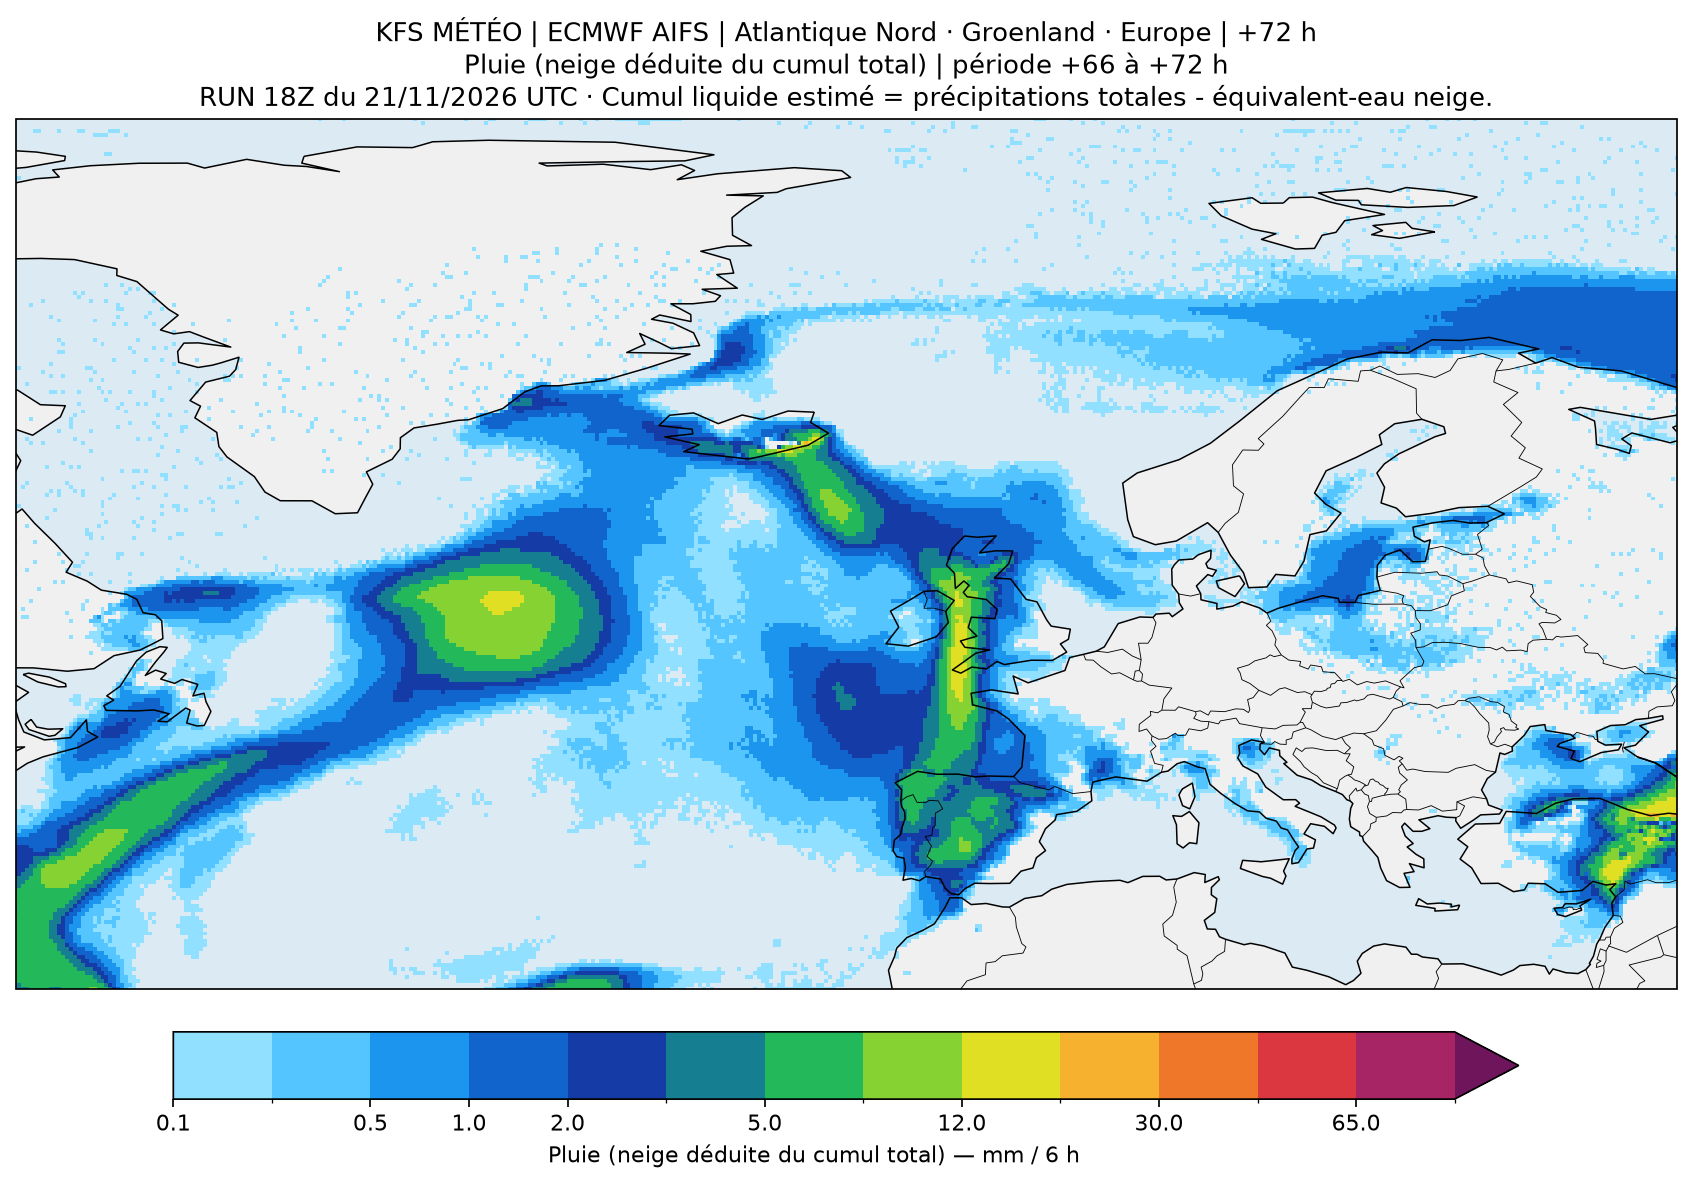 KFS MÉTÉO | ECMWF AIFS | Atlantique Nord · Groenland · Europe | +72 h
Pluie (neige déduite du cumul total) | période +66 à +72 h
RUN 18Z du 21/11/2026 UTC · Cumul liquide estimé = précipitations totales - équivalent-eau neige.
0.1 0.5 1.0 2.0 5.0 12.0 30.0 65.0
Pluie (neige déduite du cumul total) — mm / 6 h